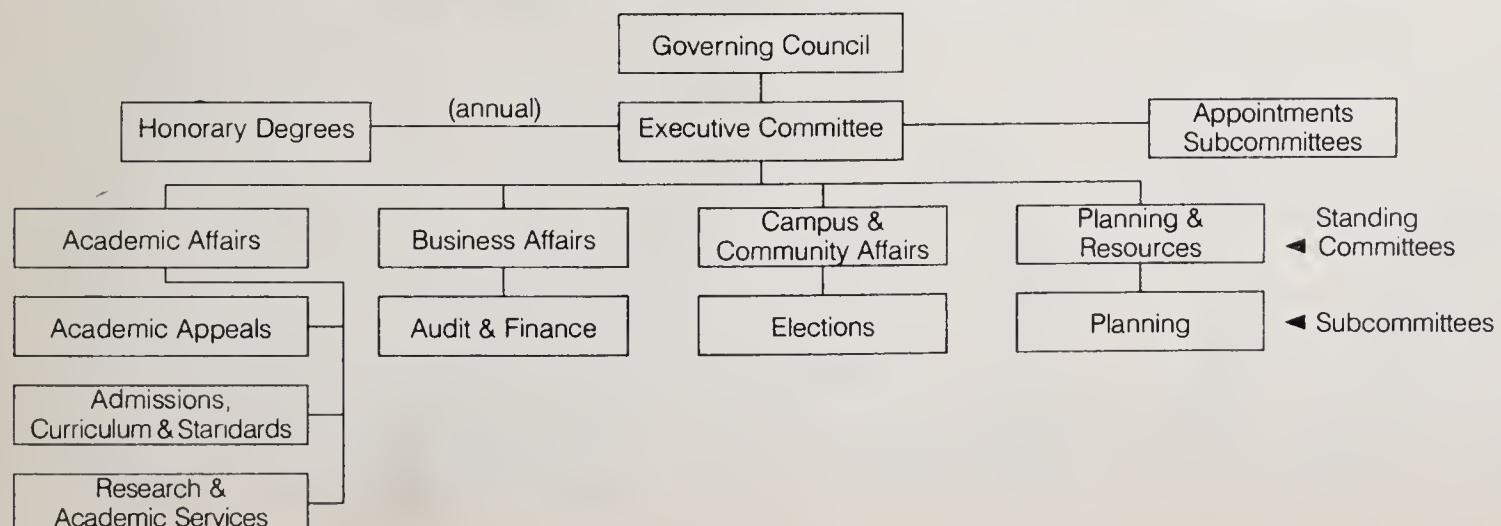 Governing Council
Honorary Degrees
(annual)
Executive Committee
Appointments
Subcommittees
Academic Affairs
Business Affairs
Campus &
Community Affairs
Planning &
Resources
Standing
◄ Committees
Academic Appeals
Audit & Finance
Elections
Planning
◄ Subcommittees
Admissions,
Curriculum & Standards
Research &
Academic Services